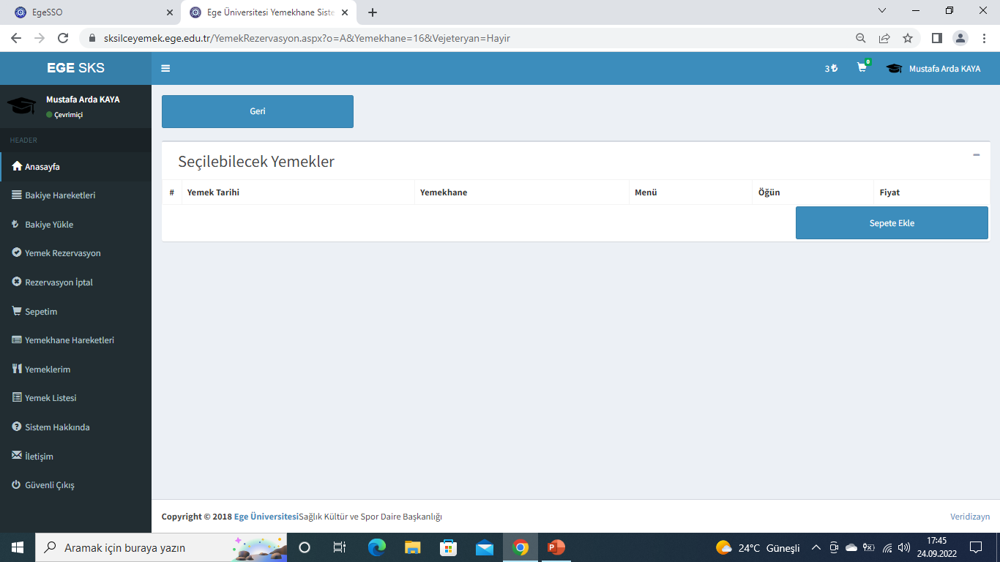 EgeSSO
Ege Üniversitesi Yemekhane Siste
sksilceyemek.ege.edu.tr/YemekRezervasyon.aspx?o=A&Yemekhane=16&Vejeteryan=Hayir
EGE SKS
3₺
0
Mustafa Arda KAYA
Mustafa Arda KAYA
Çevrimiçi
HEADER
Anasayfa
Bakiye Hareketleri
Bakiye Yükle
Yemek Rezervasyon
Rezervasyon İptal
Sepetim
Yemekhane Hareketleri
Yemeklerim
Yemek Listesi
Sistem Hakkında
İletişim
Güvenli Çıkış
Geri
Seçilebilecek Yemekler
# Yemek Tarihi Yemekhane Menü Öğün Fiyat
Sepete Ekle
Copyright © 2018 Ege ÜniversitesiSağlık Kültür ve Spor Daire Başkanlığı
Veridizayn
Aramak için buraya yazın
24°C Güneşli
17:45
24.09.2022